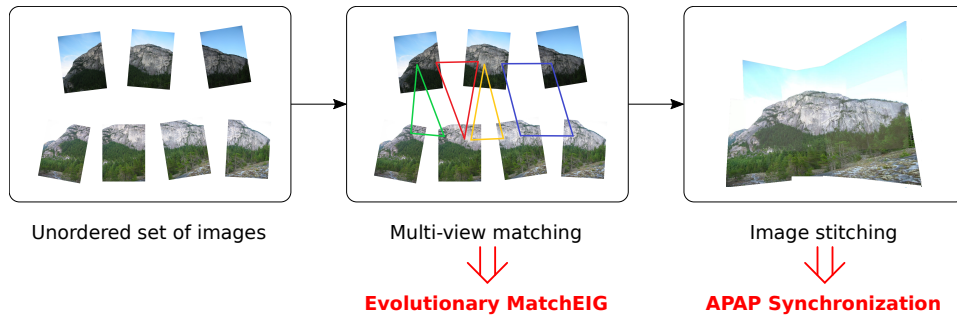 Unordered set of images
Multi-view matching
Image stitching
Evolutionary MatchEIG
APAP Synchronization